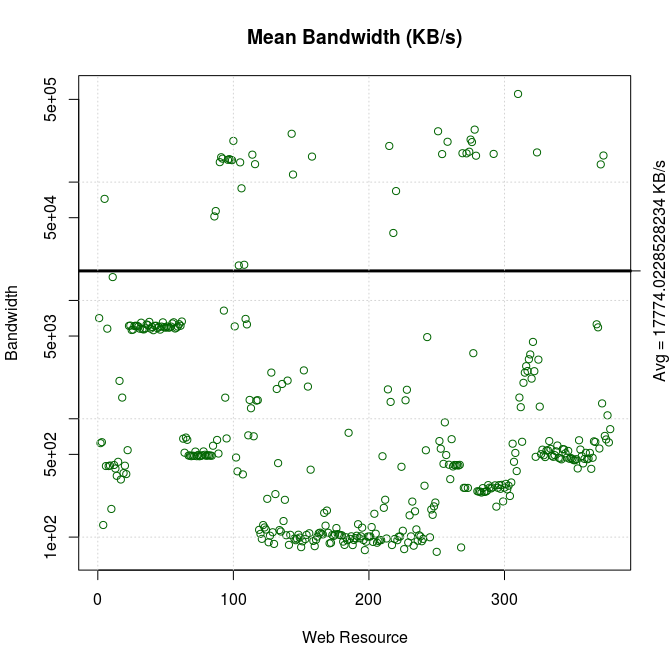 Mean Bandwidth (KB/s)
Bandwidth
5e+05
5e+04
5e+03
5e+02
1e+02
Avg = 17774.0228528234 KB/s
0 100 200 300
Web Resource